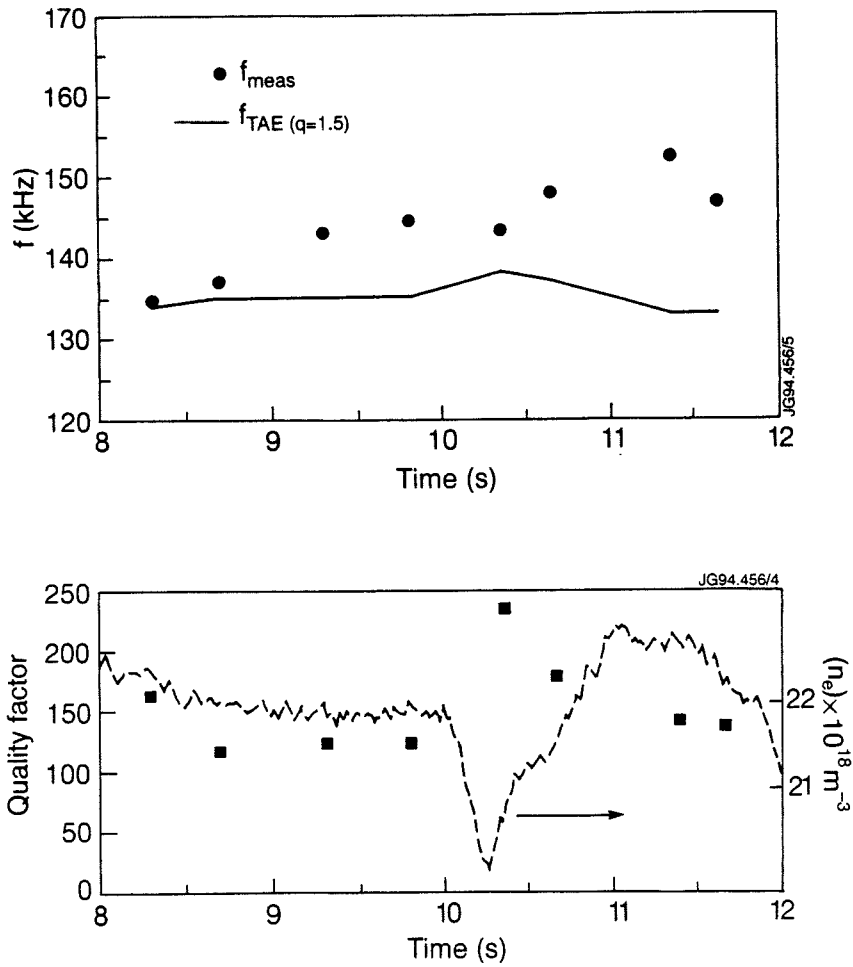 170
160
150
140
130
120
f (kHz)
f_meas
f_TAE (q=1.5)
JG94.456/5
8 9 10 11 12
Time (s)
JG94.456/4
250
200
150
100
50
0
Quality factor
22
21
⟨n_e⟩×10^18 m^-3
8 9 10 11 12
Time (s)